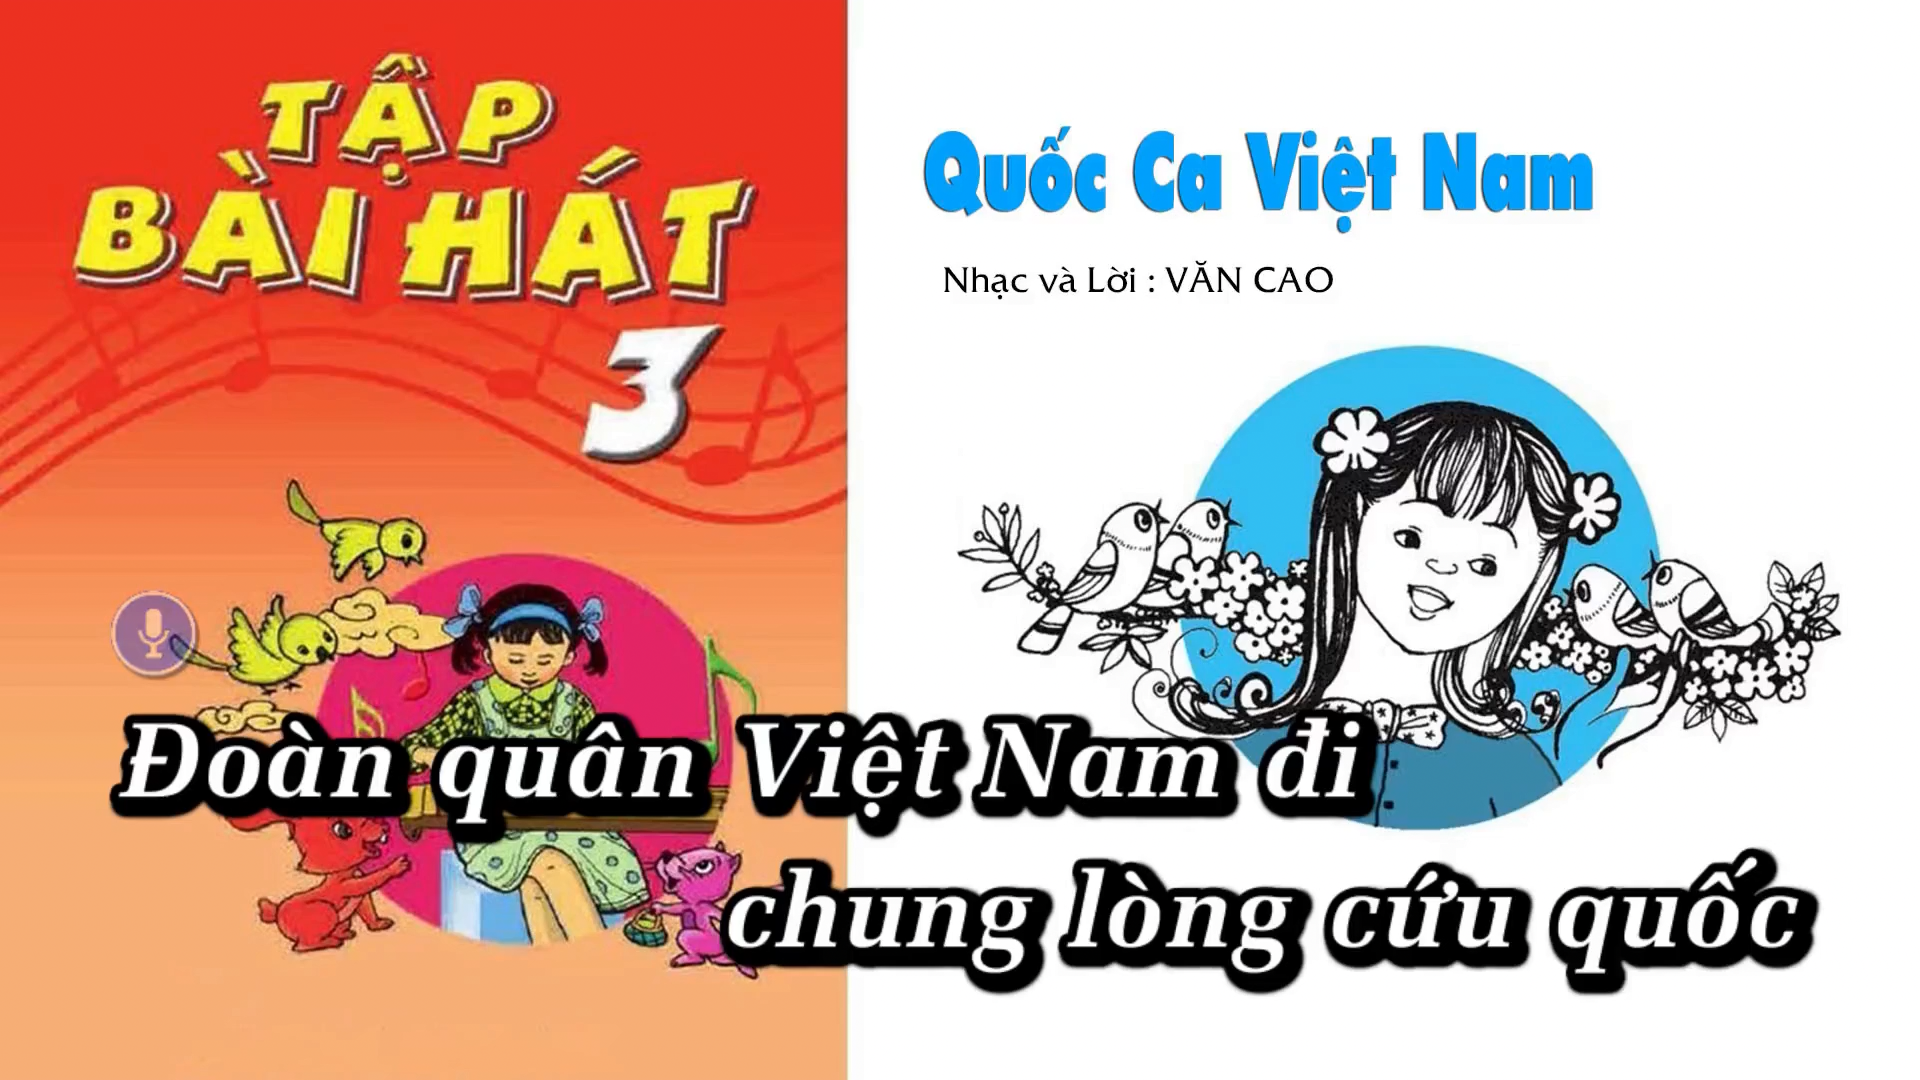 TẬP
BÀI HÁT
3
Quốc Ca Việt Nam
Nhạc và Lời : VĂN CAO
Đoàn quân Việt Nam đi
chung lòng cứu quốc